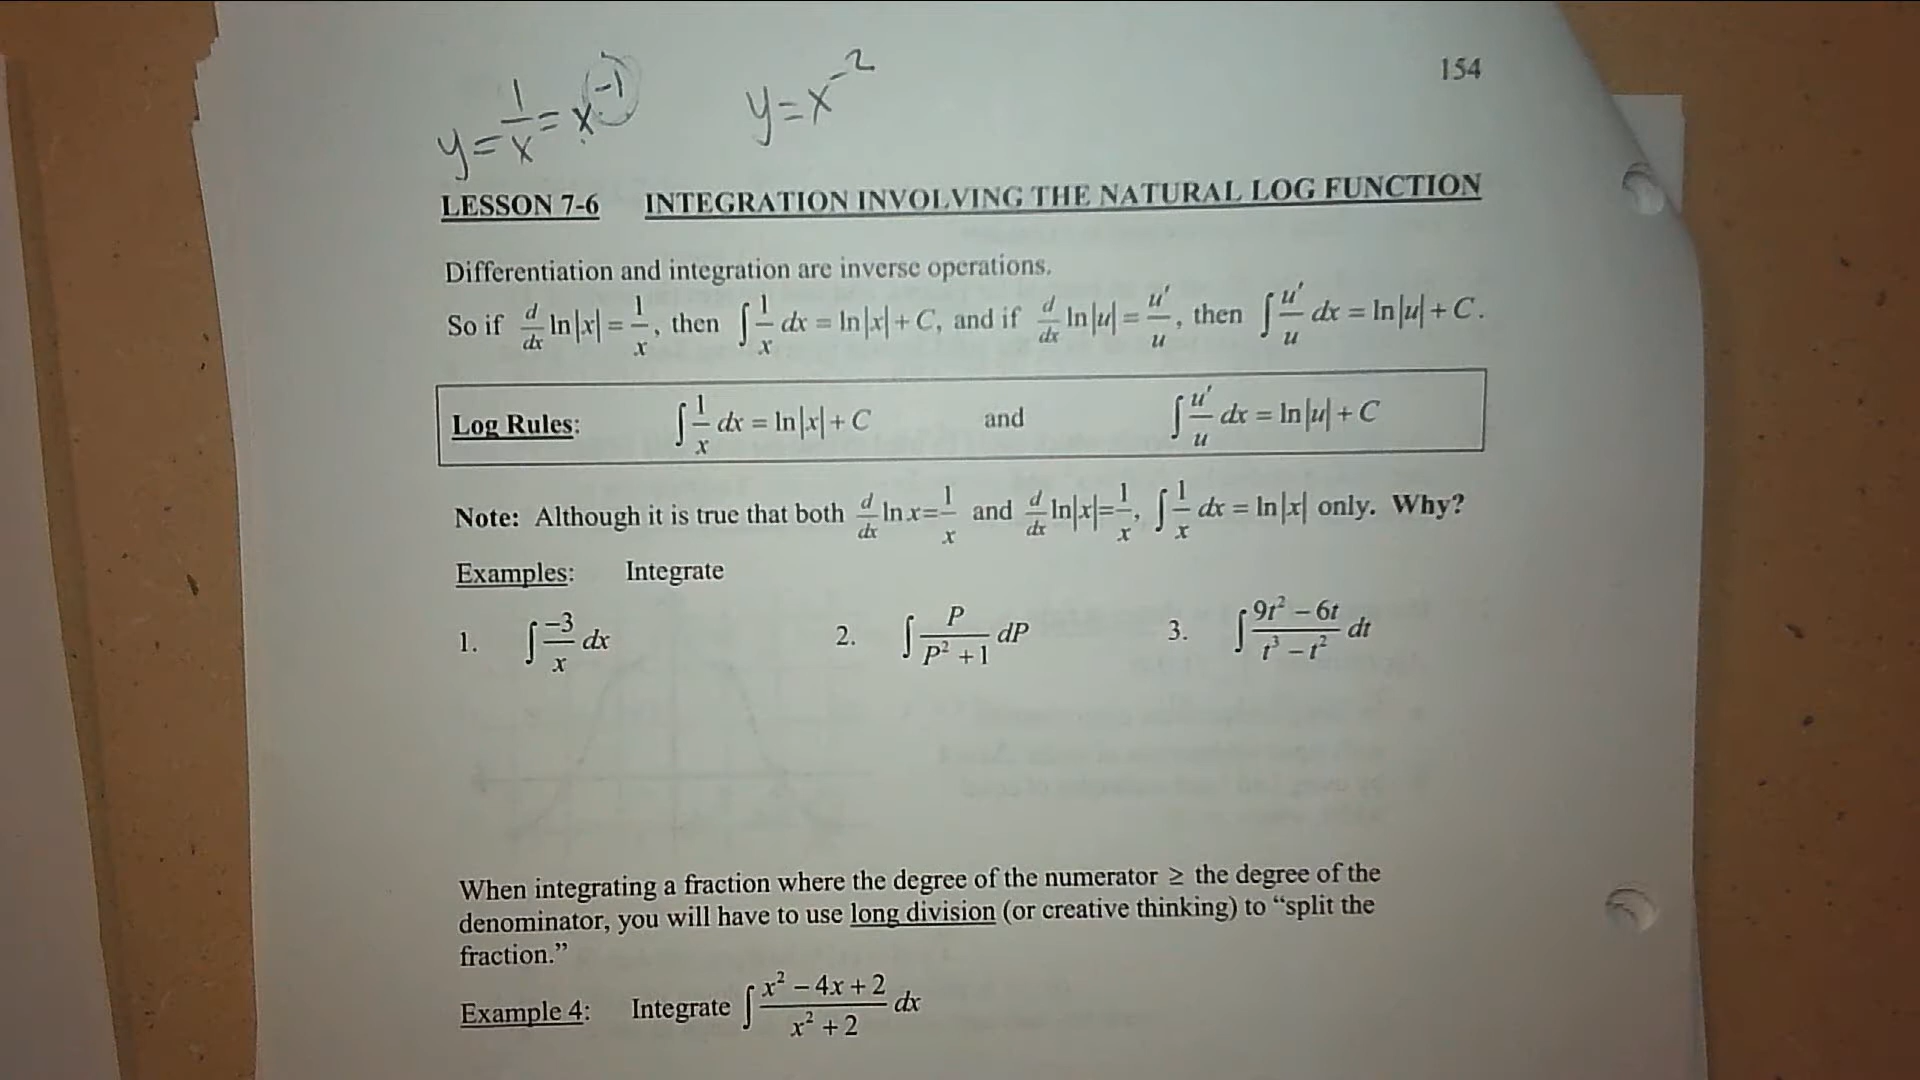 154
y = 1/x = x^-1 y = x^-2
LESSON 7-6 INTEGRATION INVOLVING THE NATURAL LOG FUNCTION
Differentiation and integration are inverse operations.
So if d/dx ln|x| = 1/x, then ∫ 1/x dx = ln|x| + C, and if d/dx ln|u| = u'/u, then ∫ u'/u dx = ln|u| + C.
Log Rules: ∫ 1/x dx = ln|x| + C and ∫ u'/u dx = ln|u| + C
Note: Although it is true that both d/dx ln x = 1/x and d/dx ln|x| = 1/x, ∫ 1/x dx = ln|x| only. Why?
Examples: Integrate
1. ∫ -3/x dx 2. ∫ P/(P² + 1) dP 3. ∫ (9t² - 6t)/(t³ - t²) dt
When integrating a fraction where the degree of the numerator ≥ the degree of the
denominator, you will have to use long division (or creative thinking) to “split the
fraction.”
Example 4: Integrate ∫ (x² - 4x + 2)/(x² + 2) dx